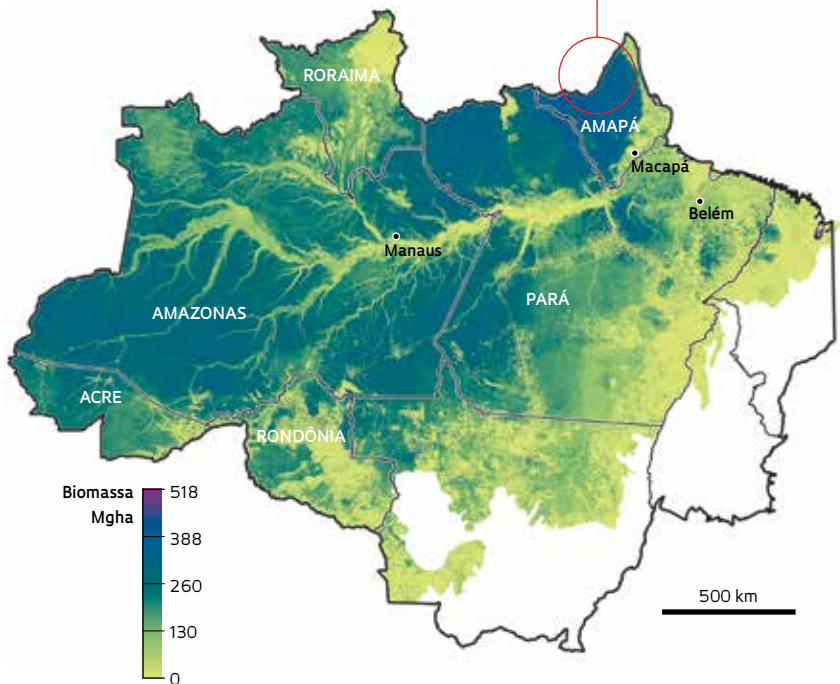 RORAIMA
AMAPÁ
Macapá
Belém
Manaus
PARÁ
AMAZONAS
ACRE
RONDÔNIA
Biomassa
Mgha
518
388
260
130
0
500 km